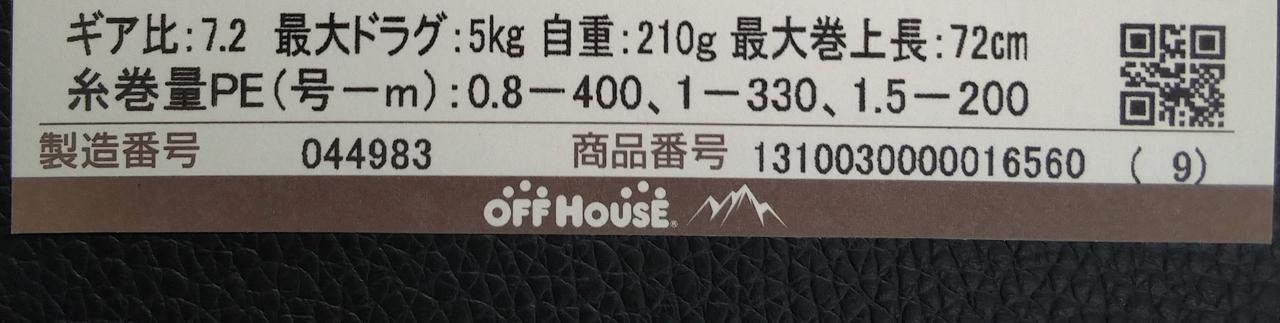 ギア比:7.2 最大ドラグ:5kg 自重:210g 最大巻上長:72cm
糸巻量PE(号ーm):0.8ー400、1ー330、1.5ー200
製造番号 044983 商品番号 1310030000016560 ( 9)
OFF HOUSE®